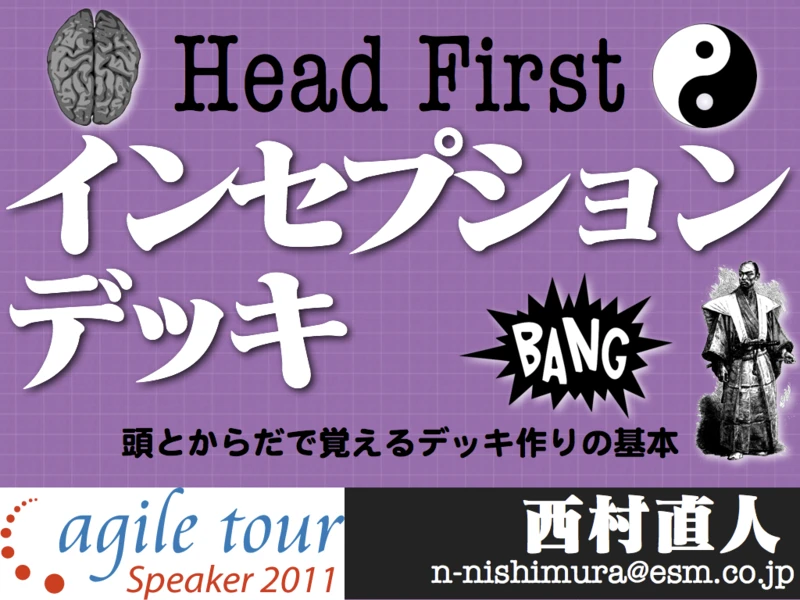 Head First
インセプション
デッキ
BANG
頭とからだで覚えるデッキ作りの基本
agile tour
Speaker 2011
西村直人
n-nishimura@esm.co.jp